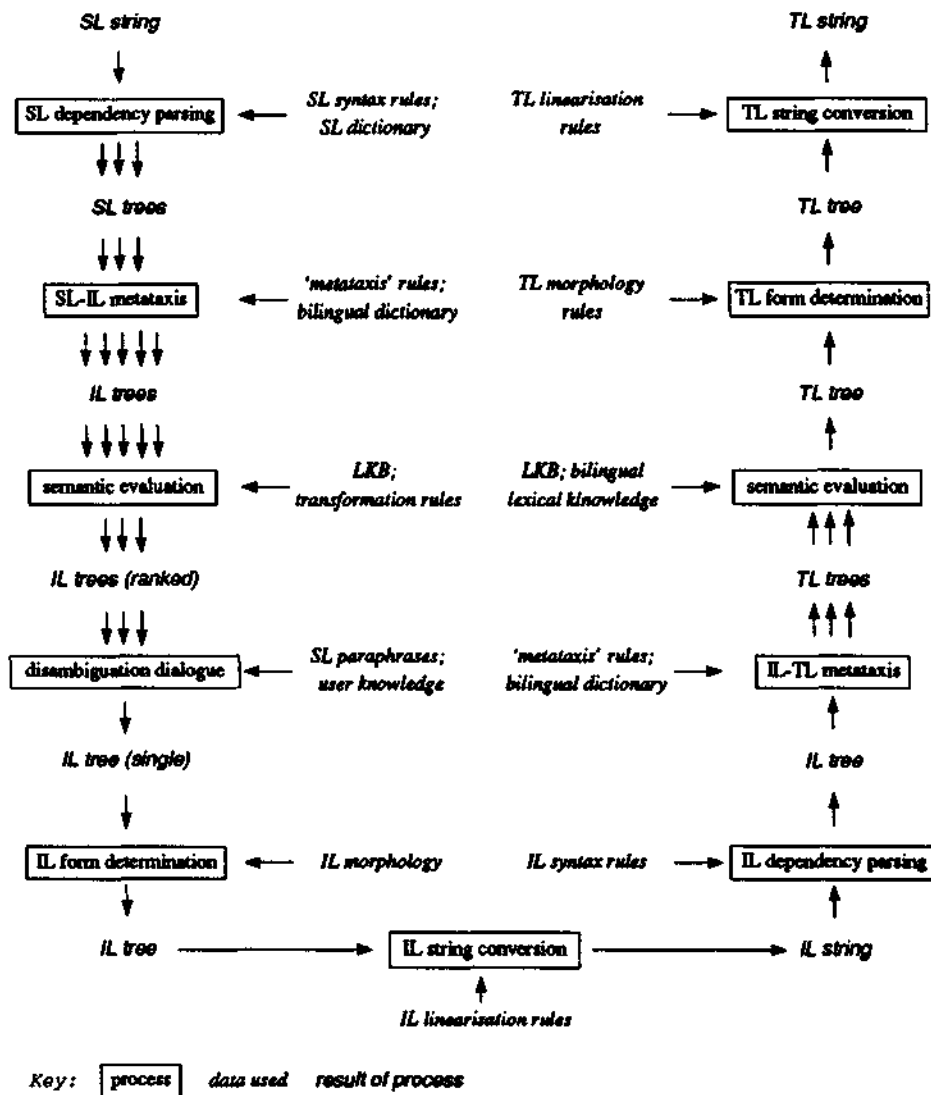 SL string
TL string
SL dependency parsing
SL syntax rules;
SL dictionary
TL linearisation
rules
TL string conversion
SL trees
TL tree
SL-IL metataxis
'metataxis' rules;
bilingual dictionary
TL morphology
rules
TL form determination
IL trees
TL tree
semantic evaluation
LKB;
transformation rules
LKB; bilingual
lexical kinowledge
semantic evaluation
IL trees (ranked)
TL trees
disambiguation dialogue
SL paraphrases;
user knowledge
'metataxis' rules;
bilingual dictionary
IL-TL metataxis
IL tree (single)
IL tree
IL form determination
IL morphology
IL syntax rules
IL dependency parsing
IL tree
IL string conversion
IL string
IL linearisation rules
Key: process data used result of process